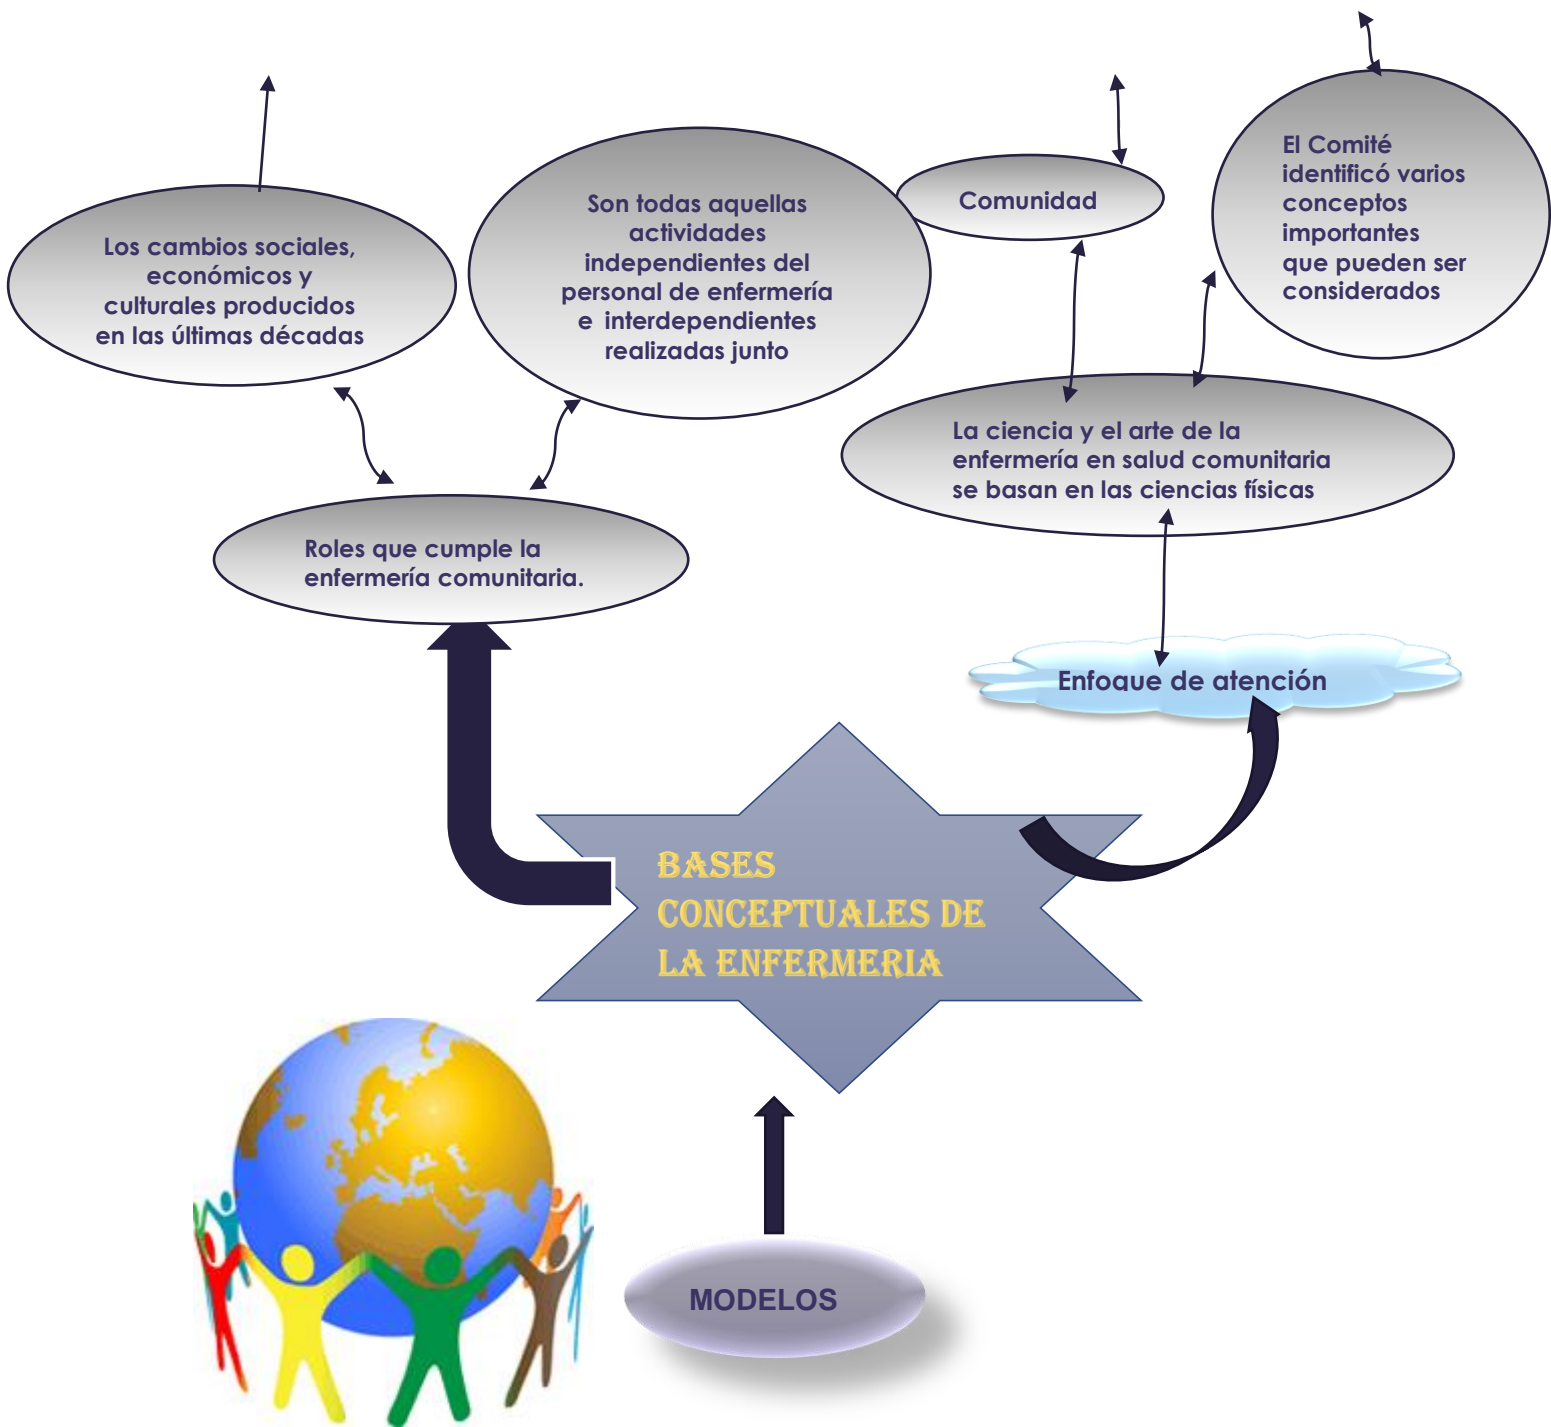 El Comité
identificó varios
conceptos
importantes
que pueden ser
considerados
Comunidad
Son todas aquellas
actividades
independientes del
personal de enfermería
e interdependientes
realizadas junto
Los cambios sociales,
económicos y
culturales producidos
en las últimas décadas
La ciencia y el arte de la
enfermería en salud comunitaria
se basan en las ciencias físicas
Roles que cumple la
enfermería comunitaria.
Enfoque de atención
BASES
CONCEPTUALES DE
LA ENFERMERIA
MODELOS